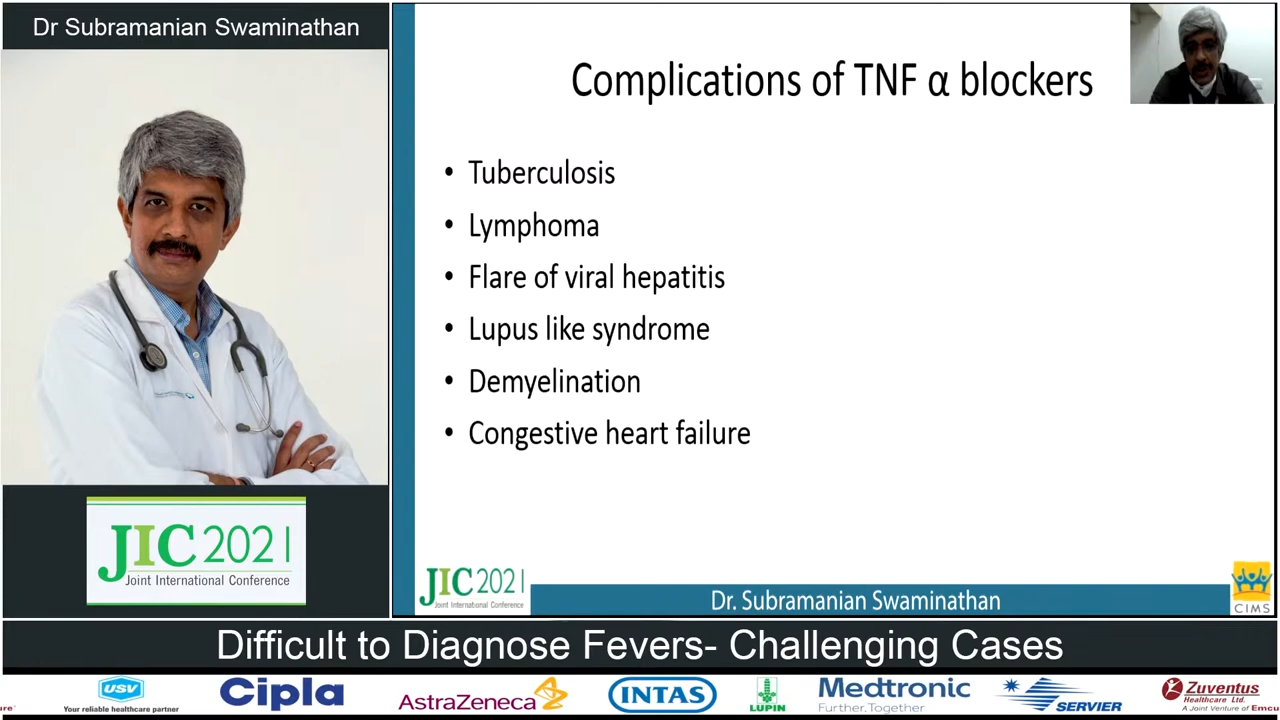 Dr Subramanian Swaminathan
Complications of TNF α blockers
• Tuberculosis
• Lymphoma
• Flare of viral hepatitis
• Lupus like syndrome
• Demyelination
• Congestive heart failure
JIC 2021
Joint International Conference
JIC 2021
Joint International Conference
Dr. Subramanian Swaminathan
CIMS
Difficult to Diagnose Fevers- Challenging Cases
USV
Your reliable healthcare partner
Cipla
AstraZeneca
INTAS
LUPIN
Medtronic
Further.Together
SERVIER
Zuventus
Healthcare Ltd.
A Joint Venture of Emcu